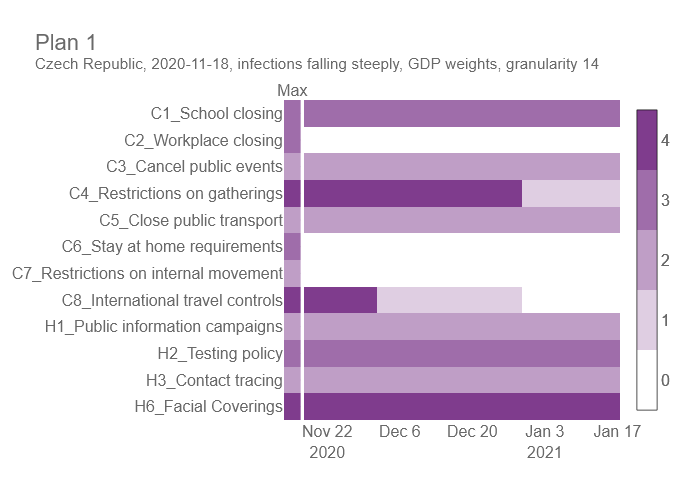 Plan 1
Czech Republic, 2020-11-18, infections falling steeply, GDP weights, granularity 14
Max
C1_School closing
C2_Workplace closing
C3_Cancel public events
C4_Restrictions on gatherings
C5_Close public transport
C6_Stay at home requirements
C7_Restrictions on internal movement
C8_International travel controls
H1_Public information campaigns
H2_Testing policy
H3_Contact tracing
H6_Facial Coverings
4
3
2
1
0
Nov 22 Dec 6 Dec 20 Jan 3 Jan 17
2020 2021